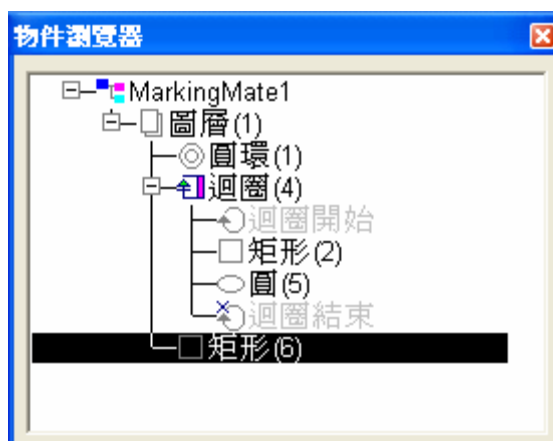 物件瀏覽器
MarkingMate1
圖層(1)
圓環(1)
迴圈(4)
迴圈開始
矩形(2)
圓(5)
迴圈結束
矩形(6)